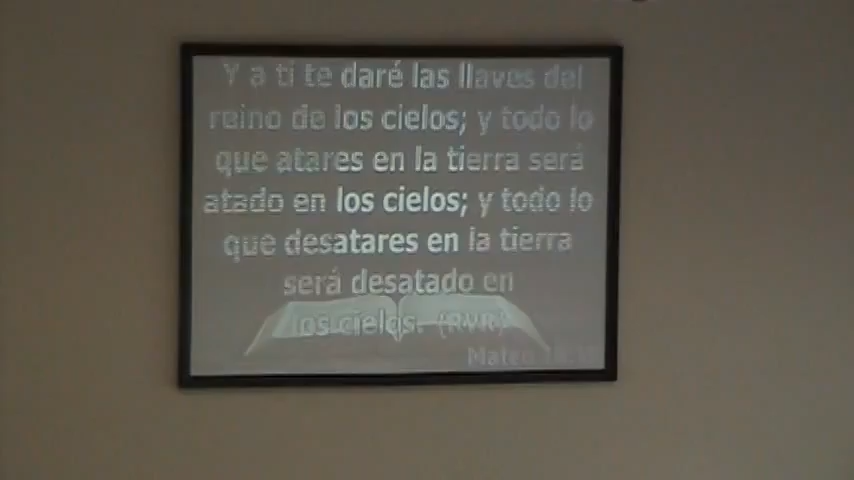 Y a ti te daré las llaves del
reino de los cielos; y todo lo
que atares en la tierra será
atado en los cielos; y todo lo
que desatares en la tierra
será desatado en
los cielos. (RVR)
Mateo